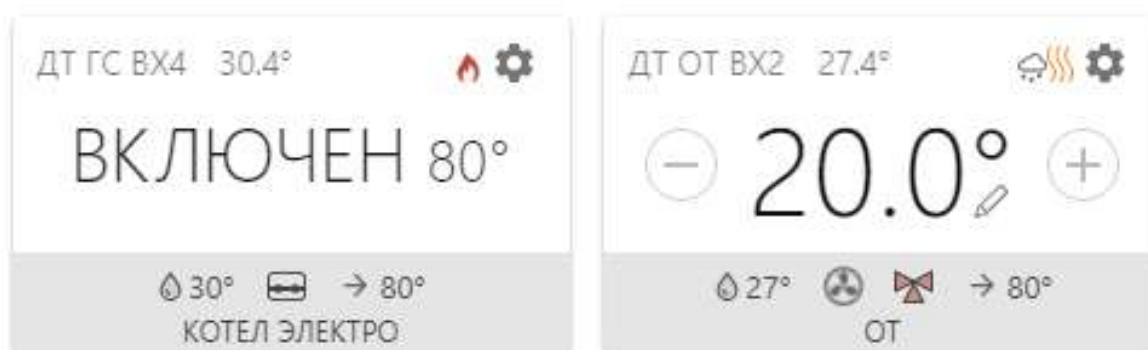 ДТ ГС ВХ4 30.4°
ВКЛЮЧЕН 80°
30° → 80°
КОТЕЛ ЭЛЕКТРО
ДТ ОТ ВХ2 27.4°
20.0°
27° → 80°
ОТ